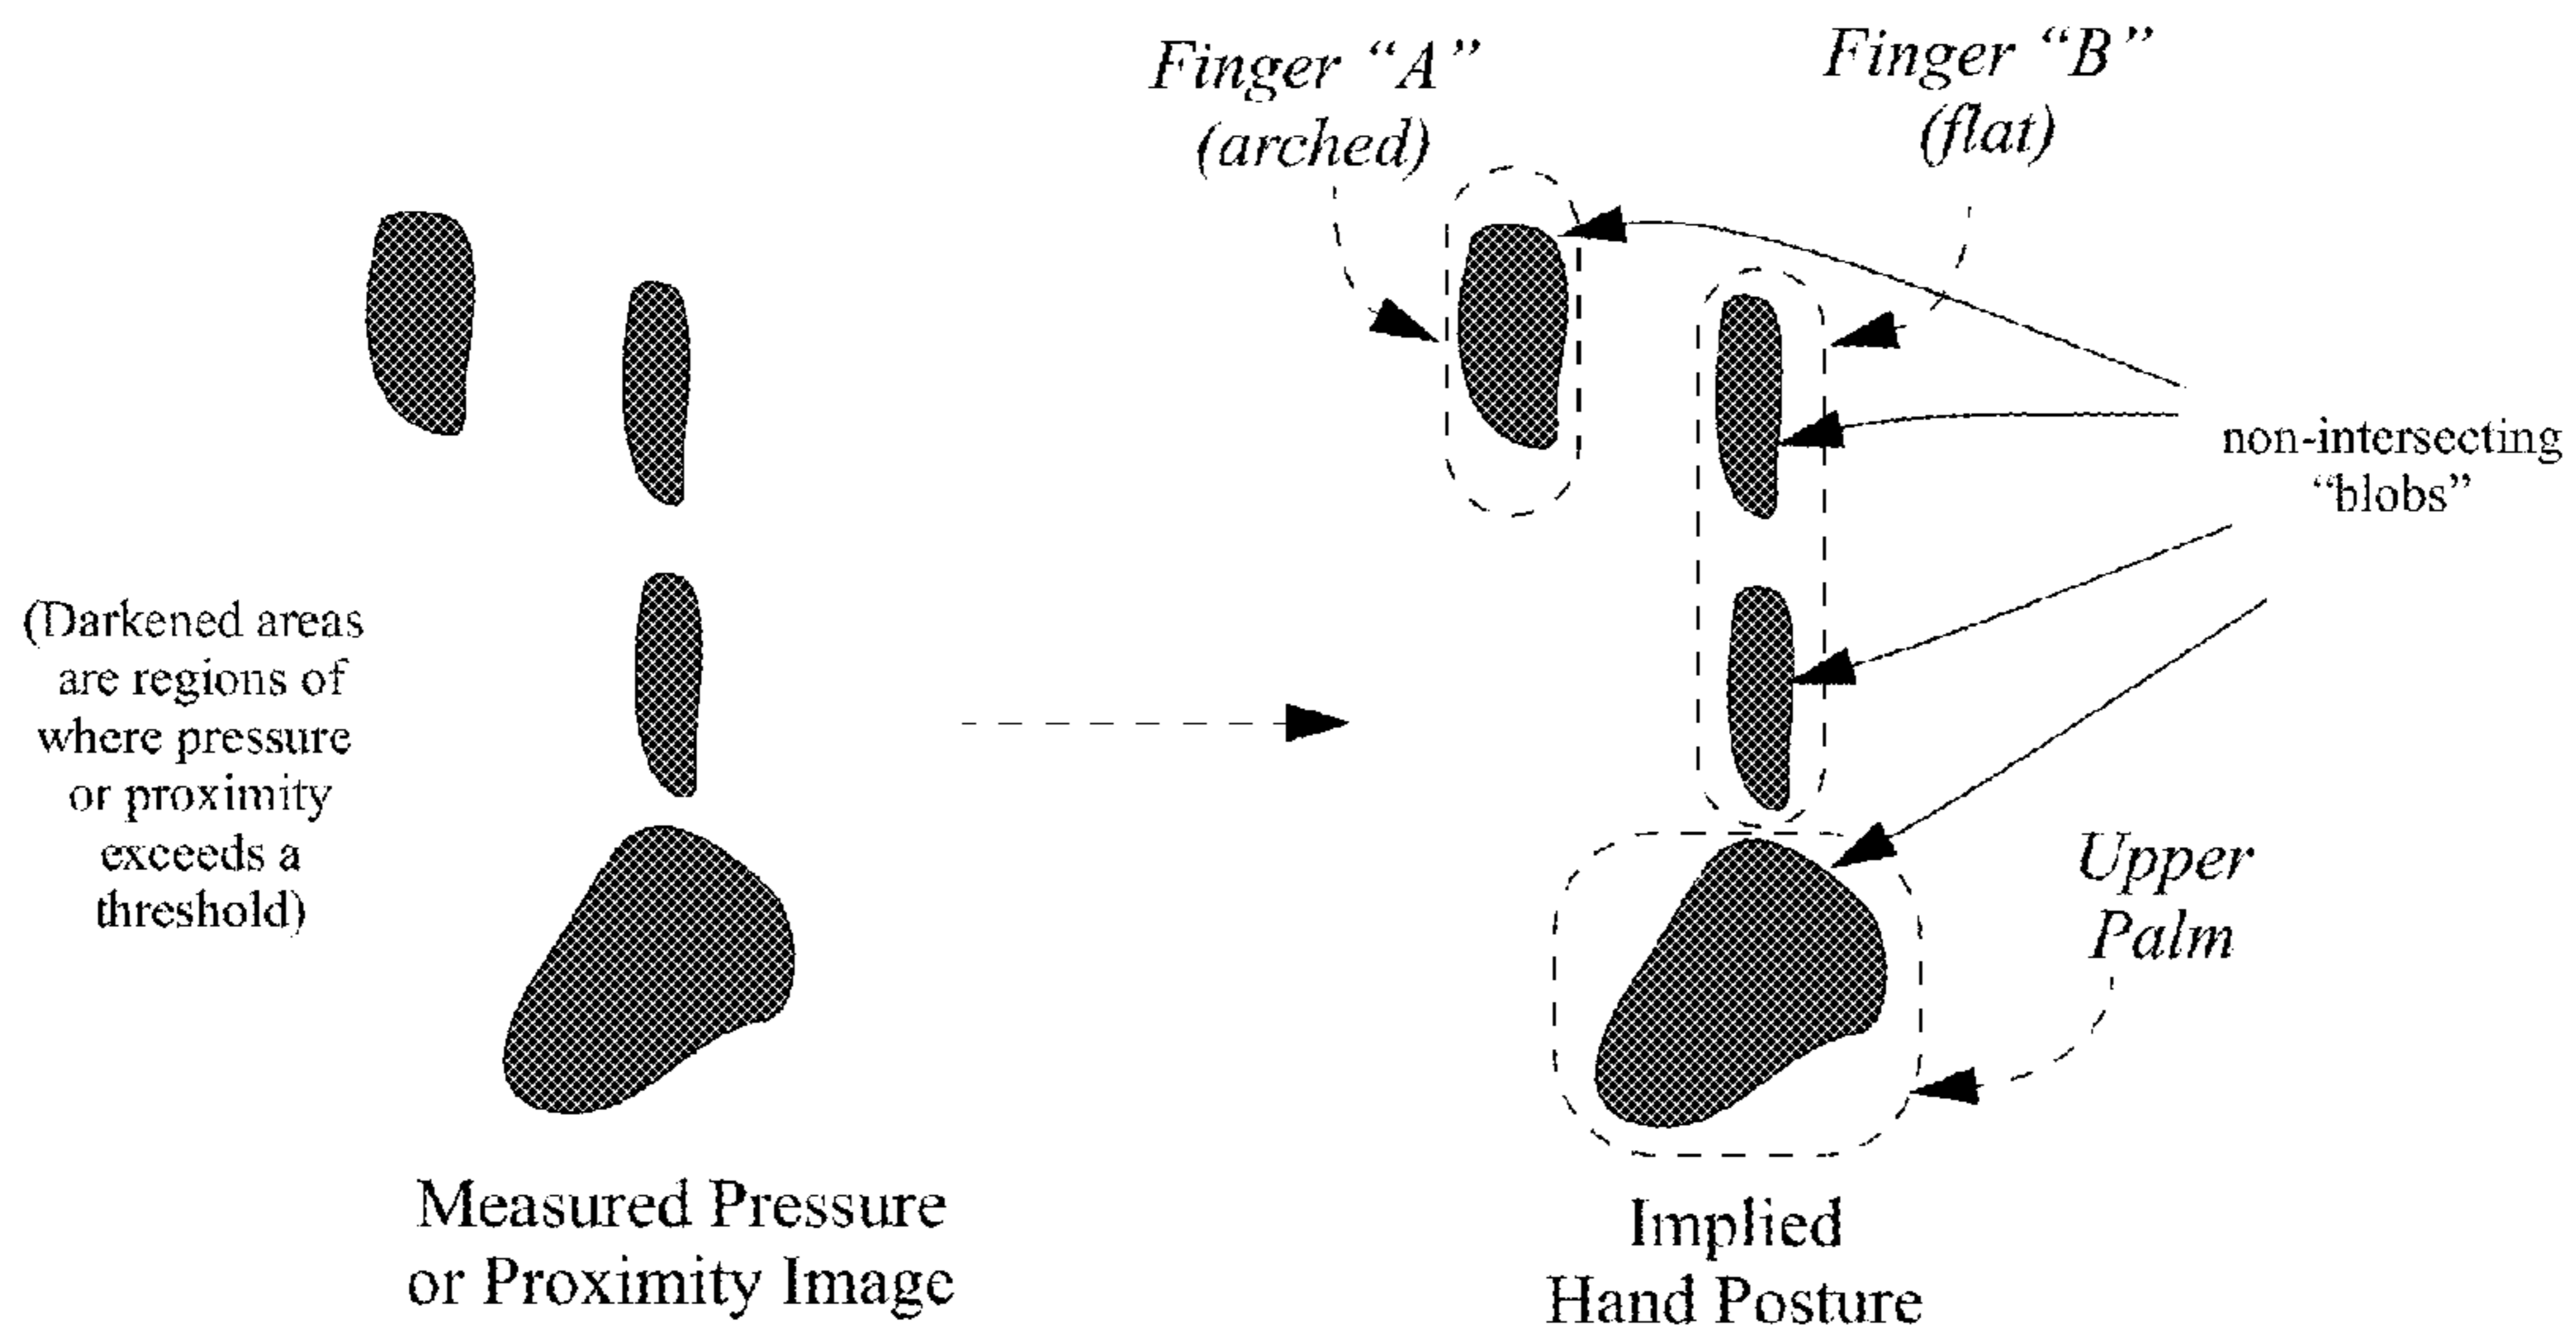 Finger “A”
(arched)
Finger “B”
(flat)
non-intersecting
“blobs”
(Darkened areas
are regions of
where pressure
or proximity
exceeds a
threshold)
Upper
Palm
Measured Pressure
or Proximity Image
Implied
Hand Posture